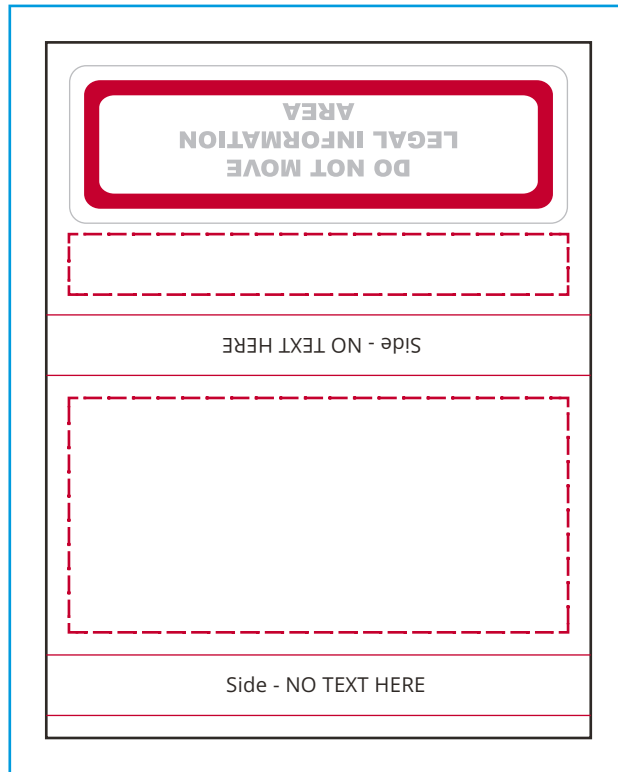 DO NOT MOVE
LEGAL INFORMATION
AREA
Side - NO TEXT HERE
Side - NO TEXT HERE